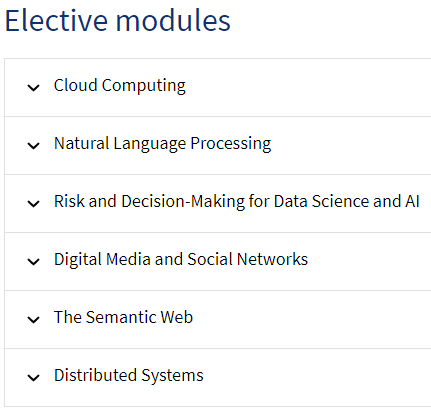 Elective modules
Cloud Computing
Natural Language Processing
Risk and Decision-Making for Data Science and AI
Digital Media and Social Networks
The Semantic Web
Distributed Systems